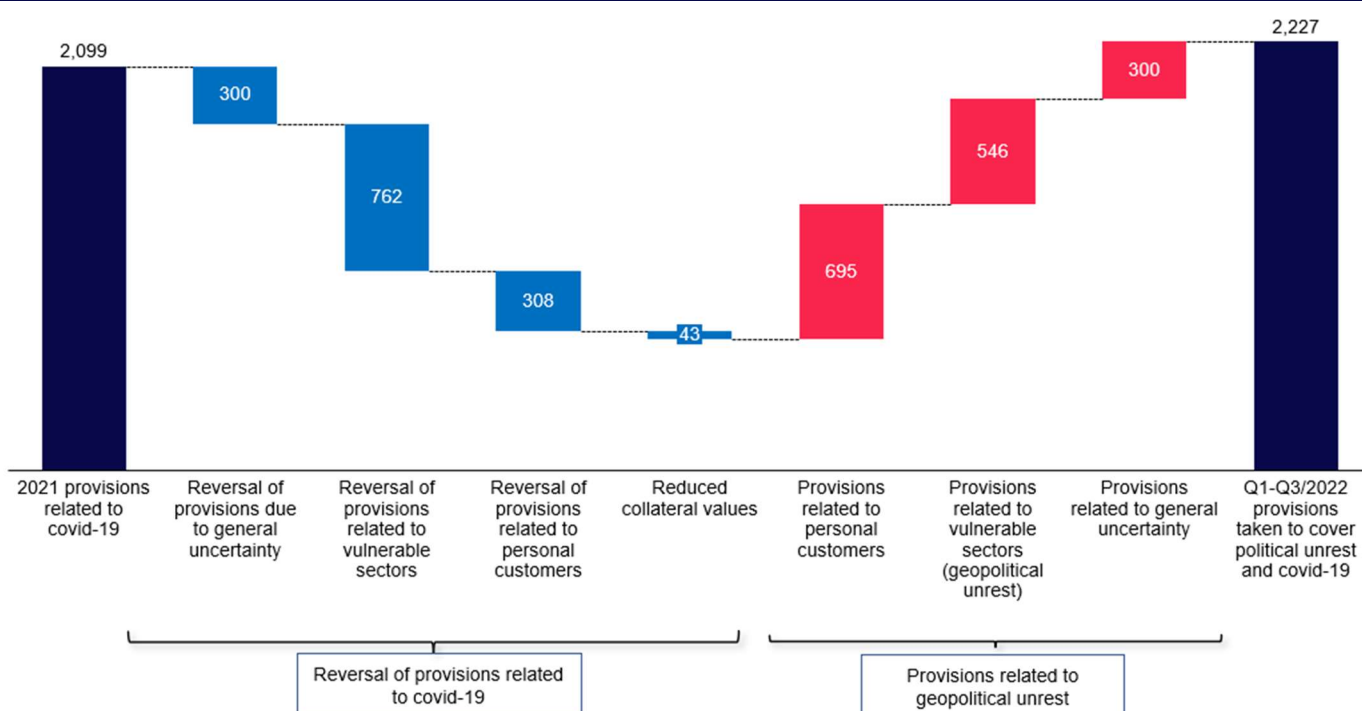 2,099
300
762
308
43
695
546
300
2,227
2021 provisions
related to
covid-19
Reversal of
provisions due
to general
uncertainty
Reversal of
provisions
related to
vulnerable
sectors
Reversal of
provisions
related to
personal
customers
Reduced
collateral values
Provisions
related to
personal
customers
Provisions
related to
vulnerable
sectors
(geopolitical
unrest)
Provisions
related to general
uncertainty
Q1-Q3/2022
provisions
taken to cover
political unrest
and covid-19
Reversal of provisions related
to covid-19
Provisions related to
geopolitical unrest